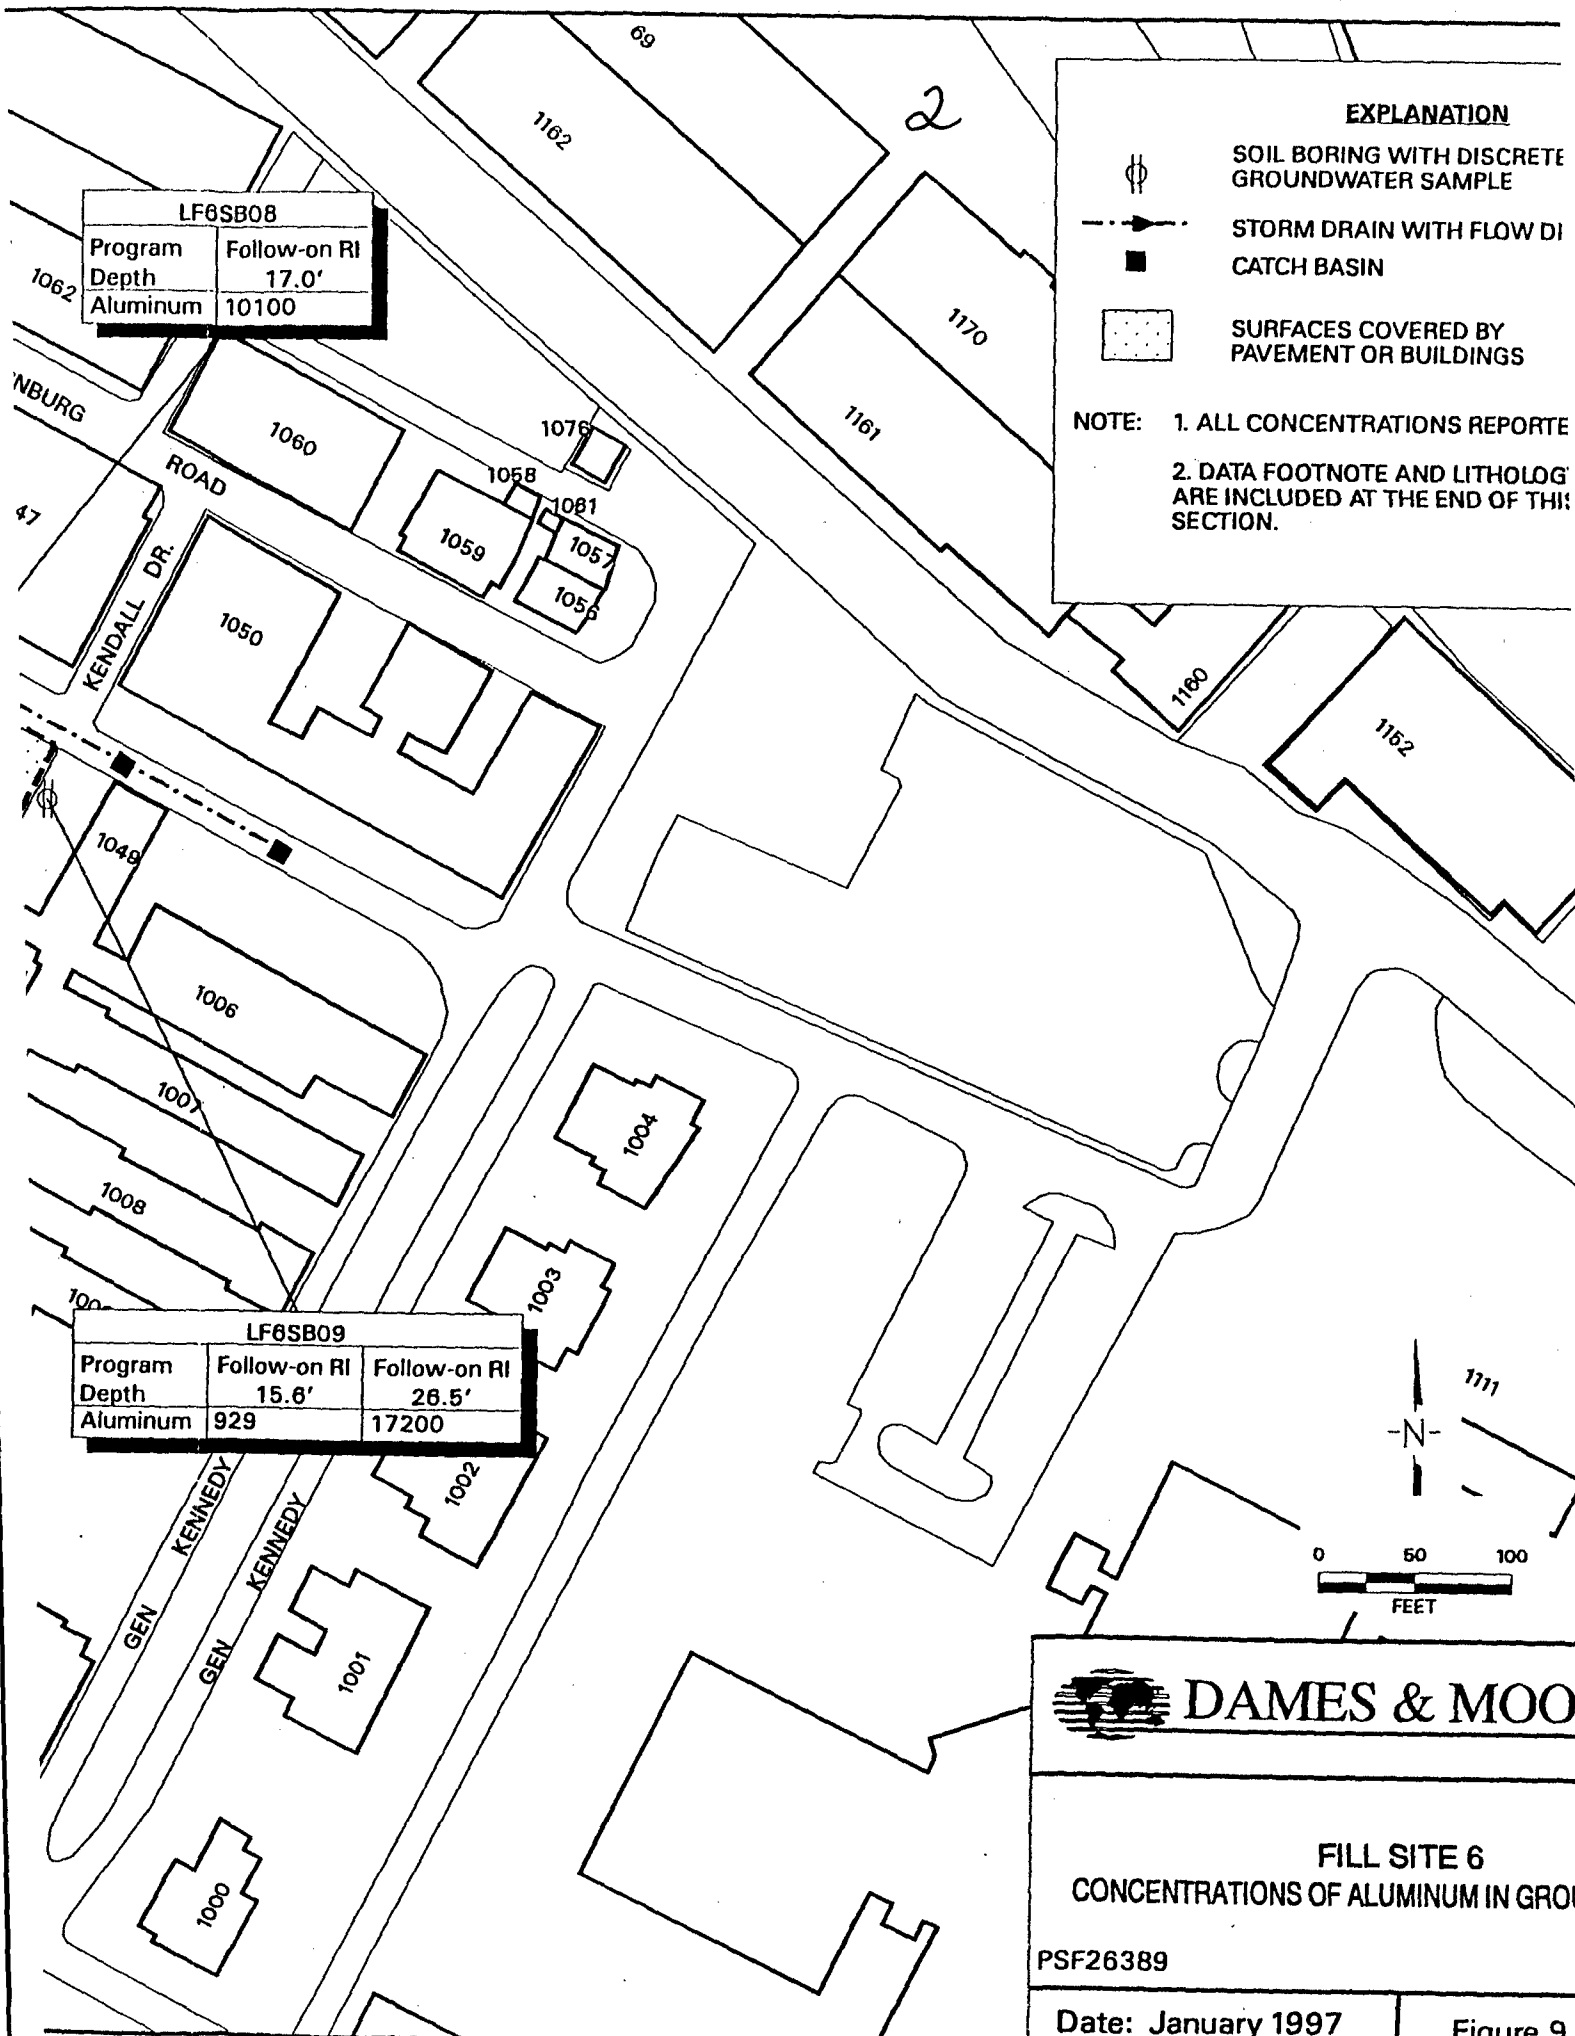 69
2
1162
EXPLANATION
SOIL BORING WITH DISCRETE
GROUNDWATER SAMPLE
STORM DRAIN WITH FLOW DI
CATCH BASIN
SURFACES COVERED BY
PAVEMENT OR BUILDINGS
NOTE: 1. ALL CONCENTRATIONS REPORTE
2. DATA FOOTNOTE AND LITHOLOG
ARE INCLUDED AT THE END OF THIS
SECTION.
LF6SB08
Program Follow-on RI
Depth 17.0'
Aluminum 10100
1062
1170
1161
NBURG
ROAD
1060
1076
1058
1081
1059
1057
1056
47
KENDALL DR.
1050
1160
1152
1049
1006
1007
1008
1004
1003
LF6SB09
Program Follow-on RI Follow-on RI
Depth 15.6' 26.5'
Aluminum 929 17200
1111
-N-
1002
GEN KENNEDY
GEN KENNEDY
1001
1000
0 50 100
FEET
DAMES & MOO
FILL SITE 6
CONCENTRATIONS OF ALUMINUM IN GROU
PSF26389
Date: January 1997
Figure 9